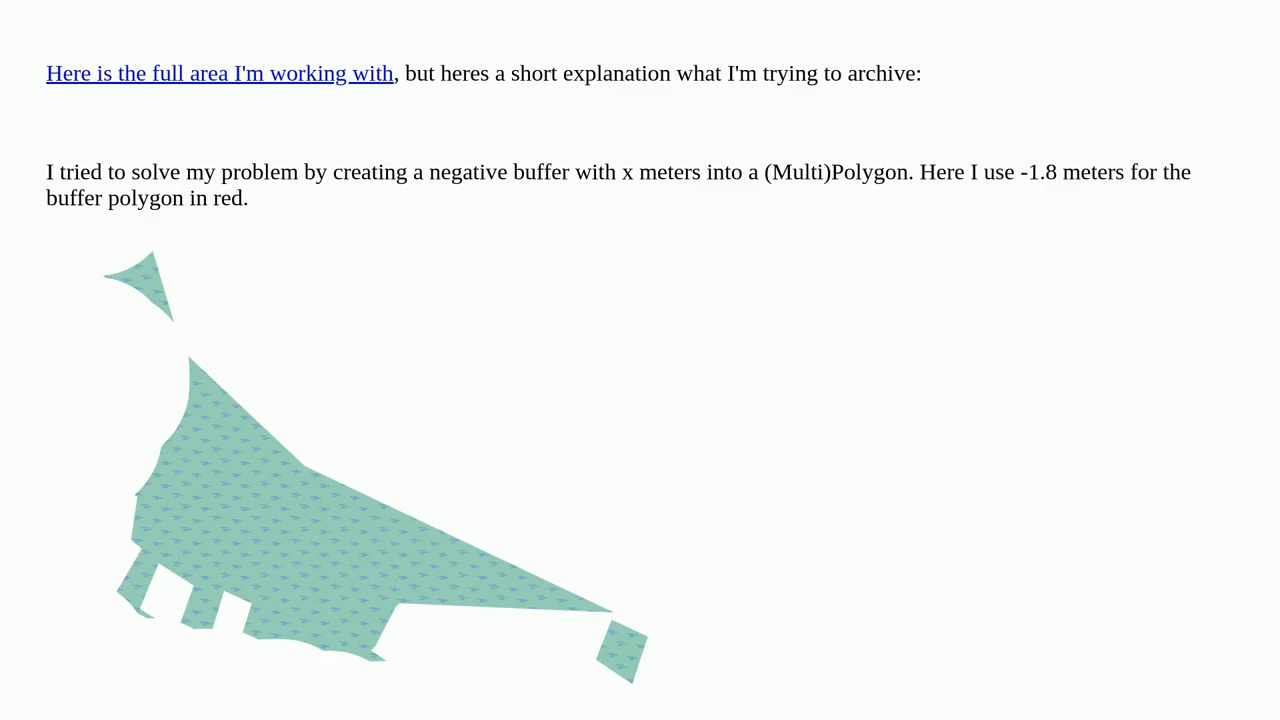 Here is the full area I'm working with, but heres a short explanation what I'm trying to archive:
I tried to solve my problem by creating a negative buffer with x meters into a (Multi)Polygon. Here I use -1.8 meters for the
buffer polygon in red.